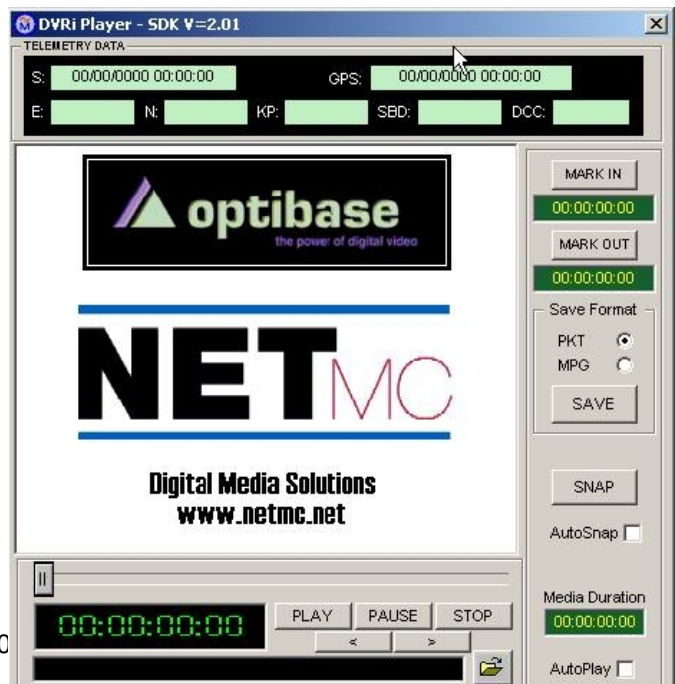 DVRi Player - SDK V=2.01
TELEMETRY DATA
S: 00/00/0000 00:00:00 GPS: 00/00/0000 00:00:00
E: N: KP: SBD: DCC:
optibase
the power of digital video
NETMC
Digital Media Solutions
www.netmc.net
MARK IN
00:00:00:00
MARK OUT
00:00:00:00
Save Format
PKT
MPG
SAVE
SNAP
AutoSnap
Media Duration
00:00:00:00
AutoPlay
00:00:00:00
PLAY PAUSE STOP
< >